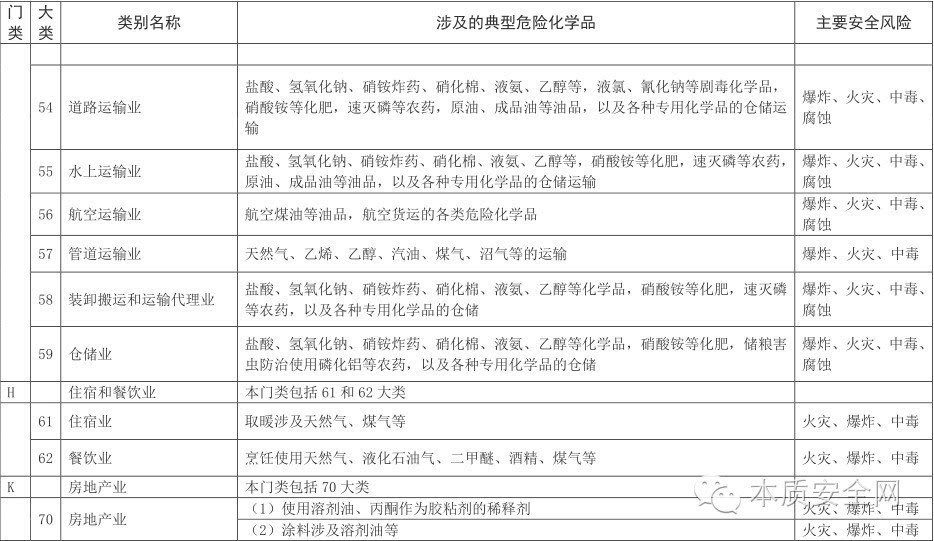 门类 大类 类别名称 涉及的典型危险化学品 主要安全风险
54 道路运输业 盐酸、氢氧化钠、硝铵炸药、硝化棉、液氨、乙醇等，液氯、氰化钠等剧毒化学品，
硝酸铵等化肥，速灭磷等农药，原油、成品油等油品，以及各种专用化学品的仓储运
输
爆炸、火灾、中毒、
腐蚀
55 水上运输业 盐酸、氢氧化钠、硝铵炸药、硝化棉、液氨、乙醇等，硝酸铵等化肥，速灭磷等农药，
原油、成品油等油品，以及各种专用化学品的仓储运输
爆炸、火灾、中毒、
腐蚀
56 航空运输业 航空煤油等油品，航空货运的各类危险化学品
爆炸、火灾、中毒、
腐蚀
57 管道运输业 天然气、乙烯、乙醇、汽油、煤气、沼气等的运输 爆炸、火灾、中毒
58 装卸搬运和运输代理业 盐酸、氢氧化钠、硝铵炸药、硝化棉、液氨、乙醇等化学品，硝酸铵等化肥，速灭磷
等农药，以及各种专用化学品的仓储
爆炸、火灾、中毒、
腐蚀
59 仓储业 盐酸、氢氧化钠、硝铵炸药、硝化棉、液氨、乙醇等化学品，硝酸铵等化肥，储粮害
虫防治使用磷化铝等农药，以及各种专用化学品的仓储
爆炸、火灾、中毒、
腐蚀
H 住宿和餐饮业 本门类包括 61 和 62 大类
61 住宿业 取暖涉及天然气、煤气等 火灾、爆炸、中毒
62 餐饮业 烹饪使用天然气、液化石油气、二甲醚、酒精、煤气等 火灾、爆炸、中毒
K 房地产业 本门类包括 70 大类
70 房地产业 （1）使用溶剂油、丙酮作为胶粘剂的稀释剂 火灾、爆炸、中毒
（2）涂料涉及溶剂油等 火灾、爆炸、中毒
本质安全网